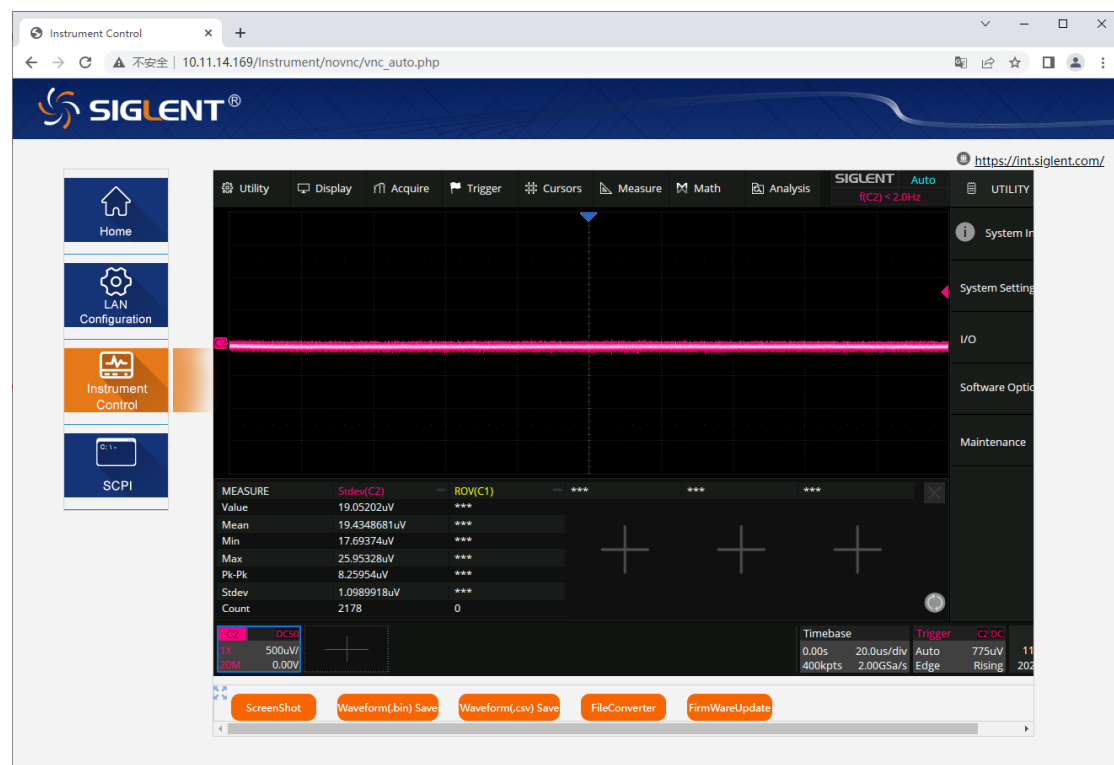 Instrument Control
不安全 10.11.14.169/Instrument/novnc/vnc_auto.php
SIGLENT®
https://int.siglent.com/
Home
LAN
Configuration
Instrument
Control
C:\-
SCPI
Utility Display Acquire Trigger Cursors Measure Math Analysis SIGLENT Auto
f(C2) < 2.0Hz
UTILITY
System In
System Setting
I/O
Software Optio
Maintenance
C2
MEASURE Stdev(C2) ROV(C1) *** *** ***
Value 19.05202uV ***
Mean 19.4348681uV ***
Min 17.69374uV ***
Max 25.95328uV ***
Pk-Pk 8.25954uV ***
Stdev 1.0989918uV ***
Count 2178 0
C2 DC50
1X 500uV/
20M 0.00V
Timebase
0.00s 20.0us/div
400kpts 2.00GSa/s
Trigger C2 DC
Auto 775uV
Edge Rising
11
202
ScreenShot Waveform(.bin) Save Waveform(.csv) Save FileConverter FirmWareUpdate